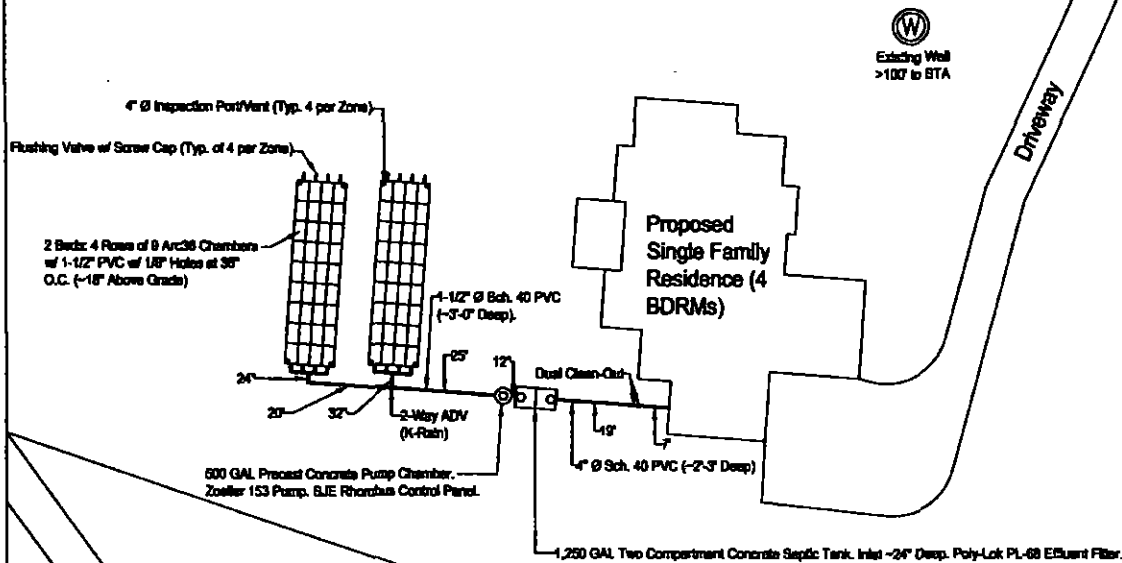 W
Existing Well
>100' to STA
Driveway
4" Ø Inspection Port/Vent (Typ. 4 per Zone)
Flushing Valve w/ Screw Cap (Typ. of 4 per Zone)
2 Beds: 4 Rows of 9 Arc36 Chambers
w/ 1-1/2" PVC w/ 1/8" Holes at 36"
O.C. (~18" Above Grade)
Proposed
Single Family
Residence (4
BDRMs)
1-1/2" Ø Sch. 40 PVC
(~3'-0" Deep).
25'
12"
Dual Clean-Out
24"
20'
32"
2-Way ADV
(K-Rain)
19'
4" Ø Sch. 40 PVC (~2'-3" Deep)
500 GAL Precast Concrete Pump Chamber.
Zoeller 153 Pump. SJE Rhombus Control Panel.
1,250 GAL Two Compartment Concrete Septic Tank. Inlet ~24" Deep. Poly-Lok PL-68 Effluent Filter.